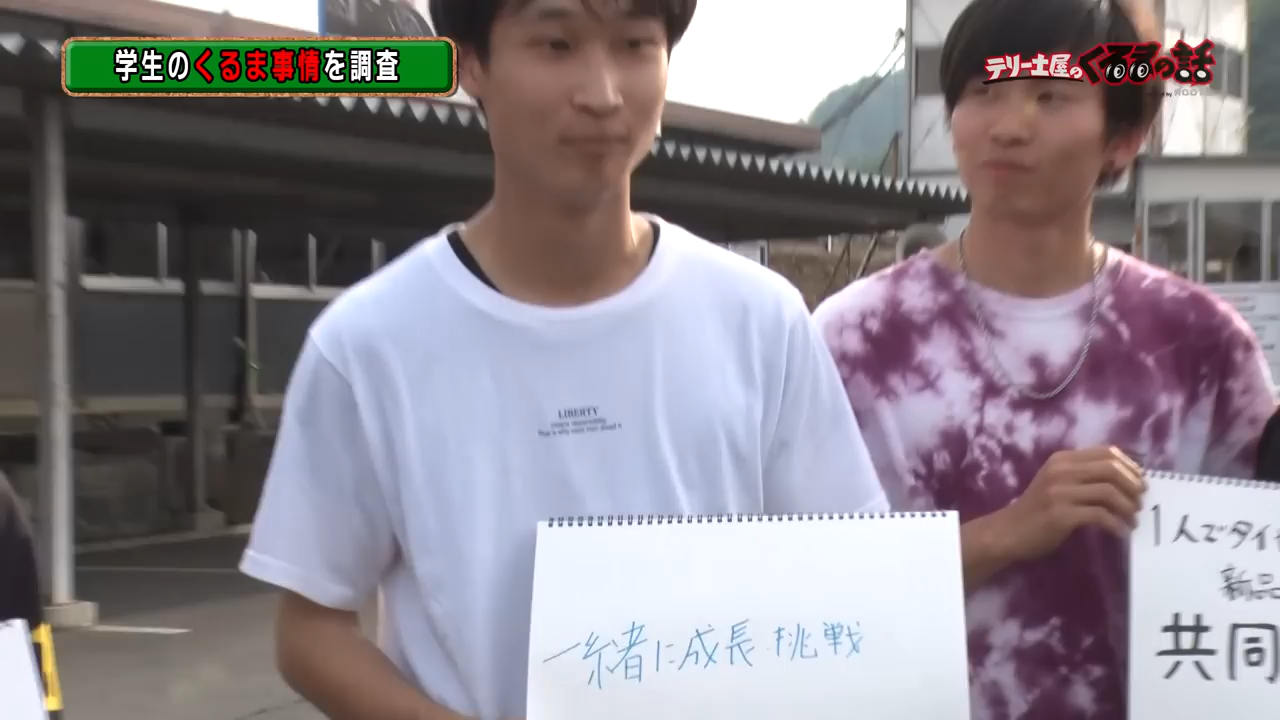 学生のくるま事情を調査
テリー土屋のくるまの話
LIBERTY
一緒に成長 挑戦
1人でタイ
新品
共同